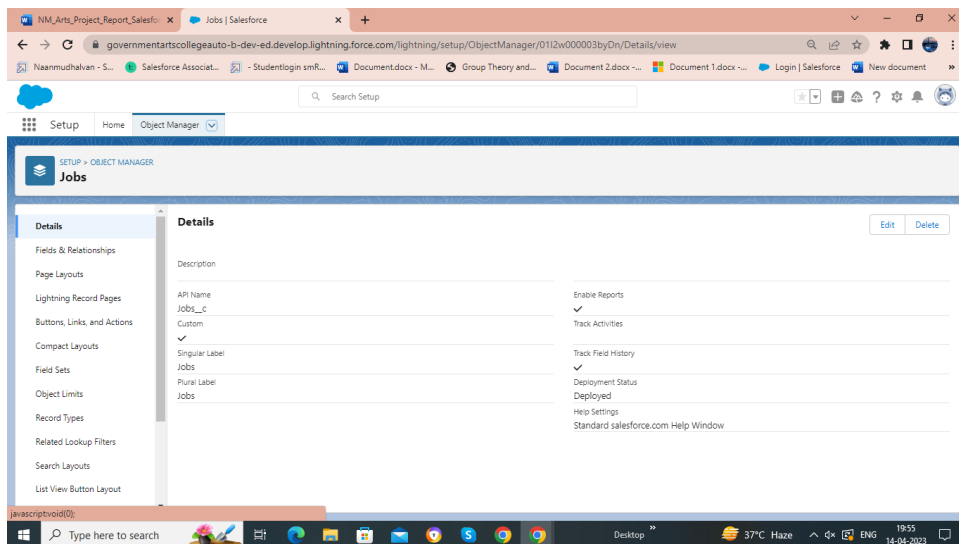 NM_Arts_Project_Report_Salesfor
Jobs | Salesforce
governmentartscollegeauto-b-dev-ed.develop.lightning.force.com/lightning/setup/ObjectManager/01I2w000003byDn/Details/view
Naanmudhalvan - S...
Salesforce Associat...
- Studentlogin smR...
Document.docx - M...
Group Theory and...
Document 2.docx -...
Document 1.docx -...
Login | Salesforce
New document
Search Setup
Setup
Home
Object Manager
SETUP > OBJECT MANAGER
Jobs
Details
Fields & Relationships
Page Layouts
Lightning Record Pages
Buttons, Links, and Actions
Compact Layouts
Field Sets
Object Limits
Record Types
Related Lookup Filters
Search Layouts
List View Button Layout
Details
Edit
Delete
Description
API Name
Jobs__c
Custom
Singular Label
Jobs
Plural Label
Jobs
Enable Reports
Track Activities
Track Field History
Deployment Status
Deployed
Help Settings
Standard salesforce.com Help Window
javascript:void(0);
Type here to search
Desktop
37°C Haze
ENG
19:55
14-04-2023